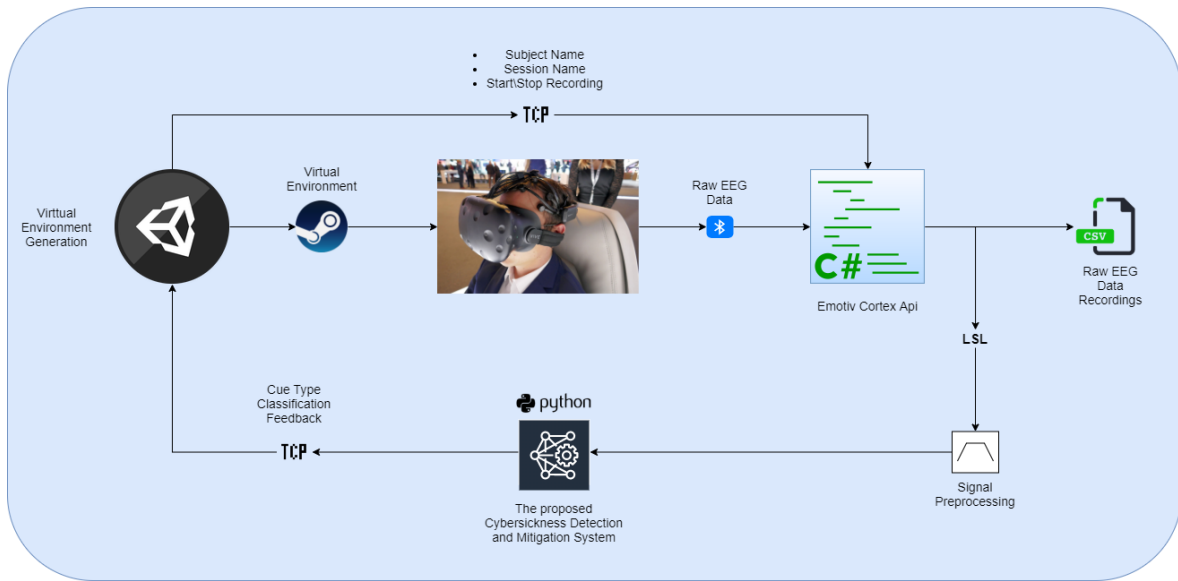 Subject Name
Session Name
Start\Stop Recording
TCP
Virtual
Environment
Raw EEG
Data
Virttual
Environment
Generation
C#
CSV
Emotiv Cortex Api
Raw EEG
Data
Recordings
LSL
Cue Type
Classification
Feedback
TCP
python
The proposed
Cybersickness Detection
and Mitigation System
Signal
Preprocessing